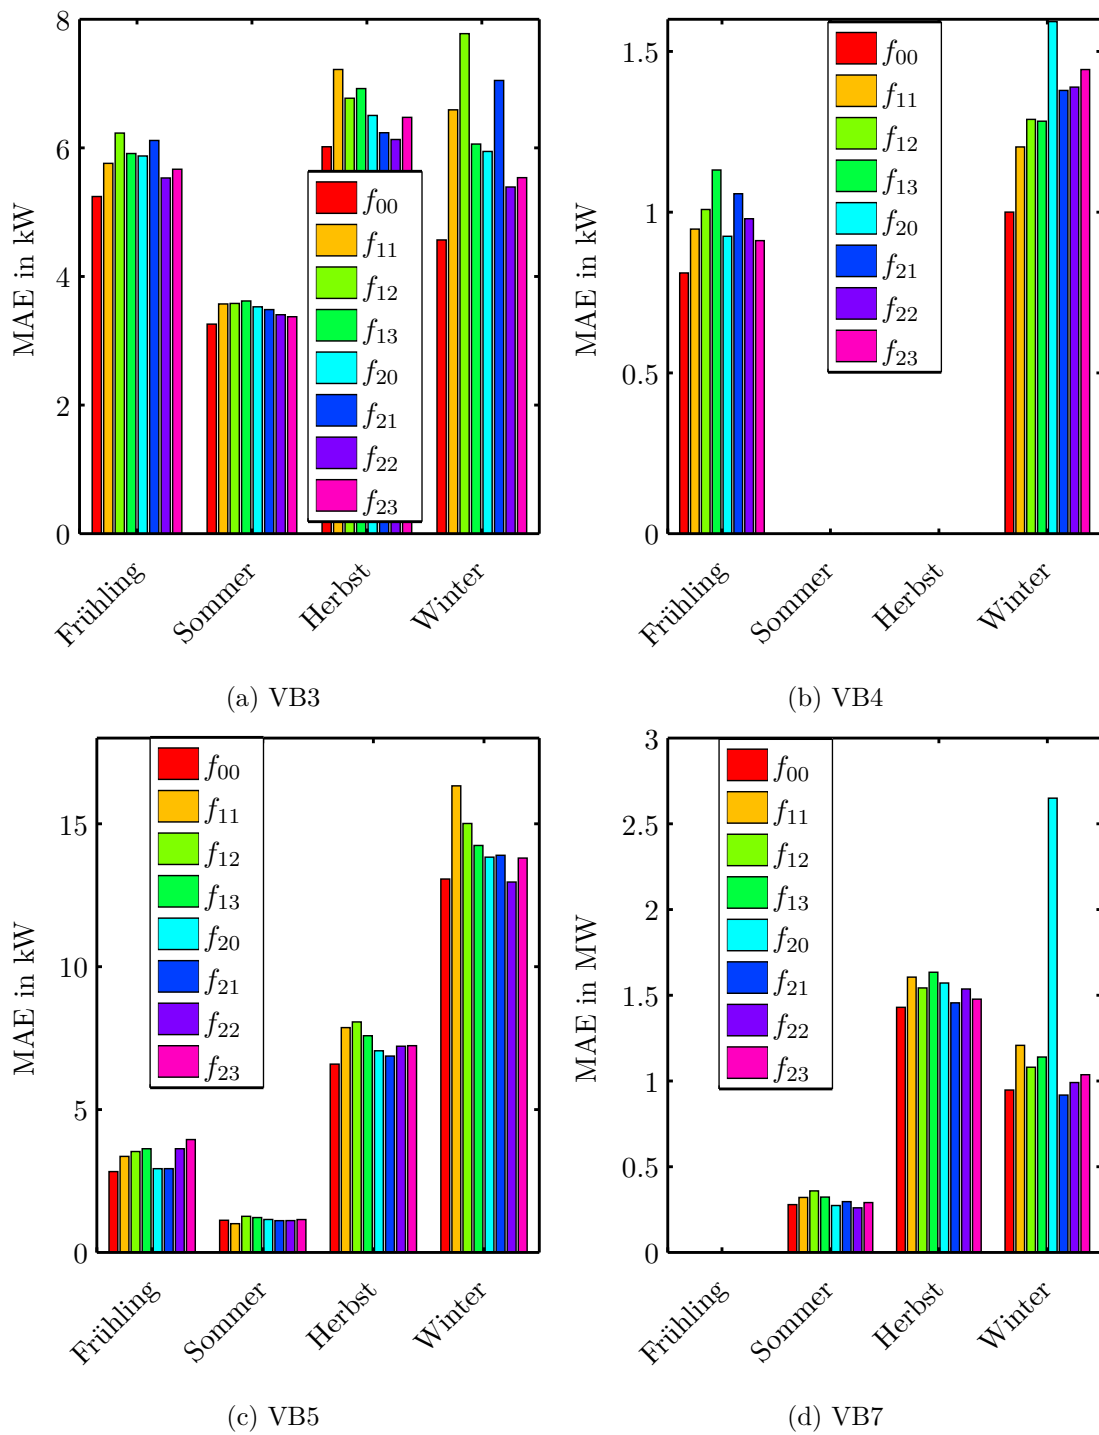 8
6
4
2
0
MAE in kW
f00
f11
f12
f13
f20
f21
f22
f23
Frühling
Sommer
Herbst
Winter
(a) VB3
1.5
1
0.5
0
MAE in kW
f00
f11
f12
f13
f20
f21
f22
f23
Frühling
Sommer
Herbst
Winter
(b) VB4
15
10
5
0
MAE in kW
f00
f11
f12
f13
f20
f21
f22
f23
Frühling
Sommer
Herbst
Winter
(c) VB5
3
2.5
2
1.5
1
0.5
0
MAE in MW
f00
f11
f12
f13
f20
f21
f22
f23
Frühling
Sommer
Herbst
Winter
(d) VB7